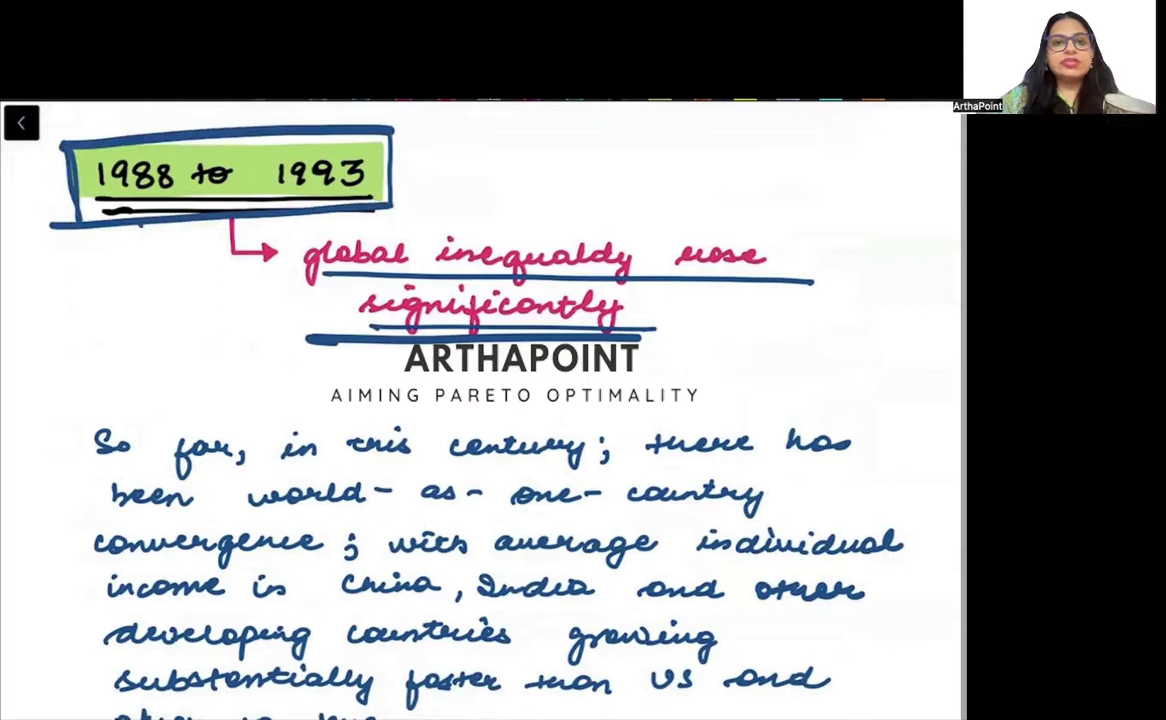 ArthaPoint
1988 to 1993
global inequaldy rose
significantly
ARTHAPOINT
AIMING PARETO OPTIMALITY
So far, in this century; there has
been world-as-one-country
convergence; with average individual
income in China, India and other
developing countries growing
substantially faster than US and